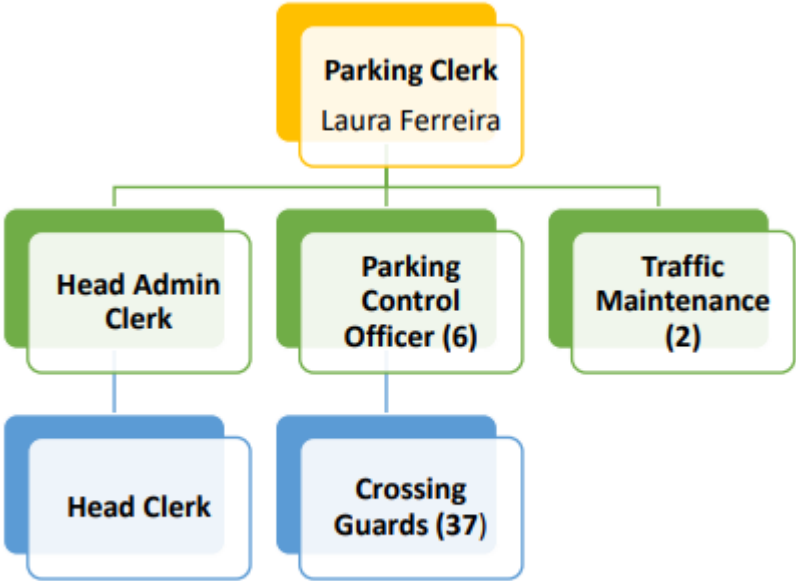 Parking Clerk
Laura Ferreira
Head Admin
Clerk
Parking
Control
Officer (6)
Traffic
Maintenance
(2)
Head Clerk
Crossing
Guards (37)